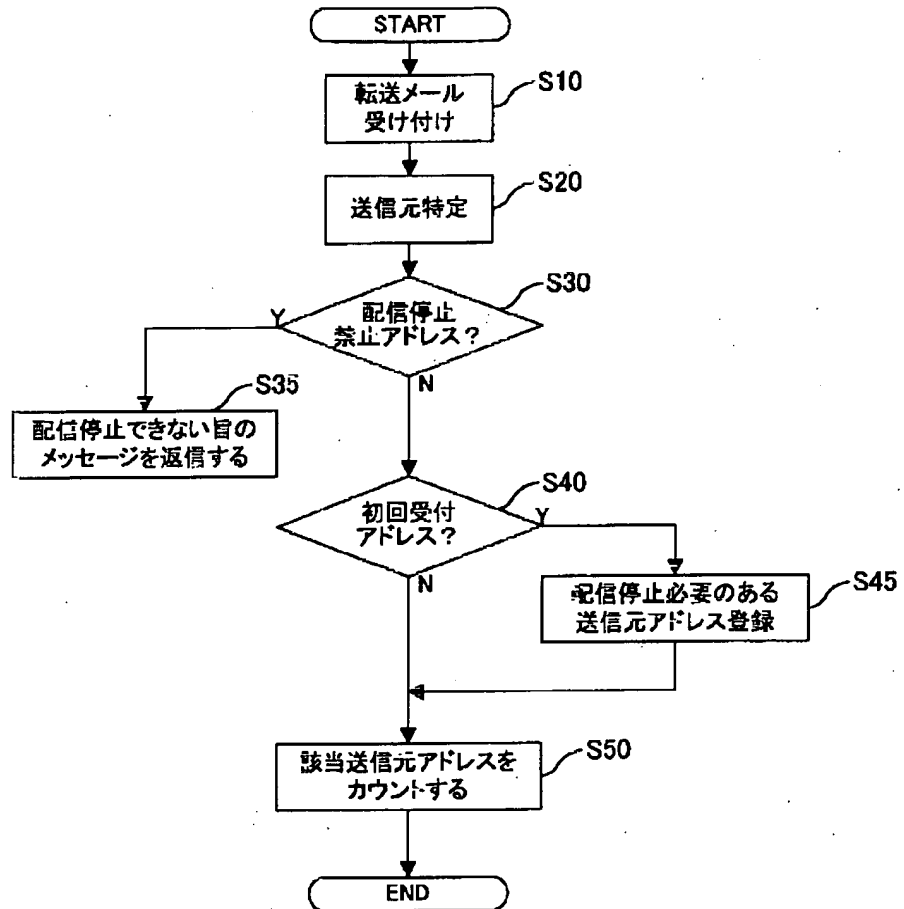 START
転送メール
受け付け
S10
送信元特定
S20
配信停止
禁止アドレス?
S30
Y
N
配信停止できない旨の
メッセージを返信する
S35
初回受付
アドレス?
S40
Y
N
配信停止必要のある
送信元アドレス登録
S45
該当送信元アドレスを
カウントする
S50
END